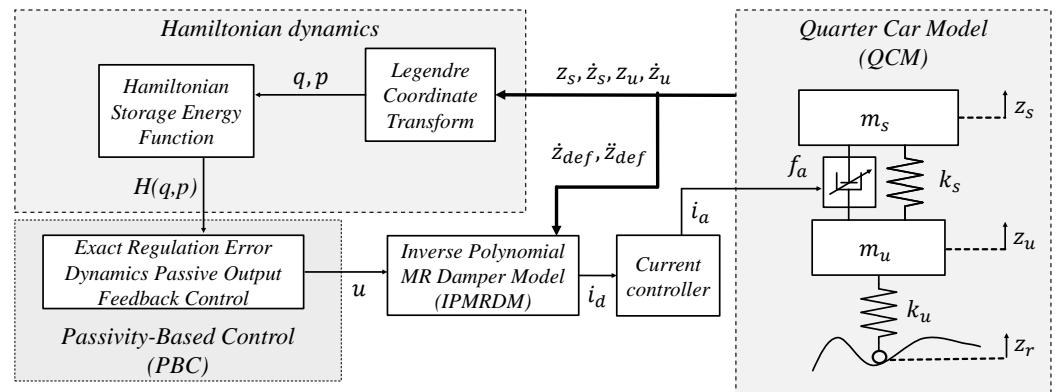 Hamiltonian dynamics
Hamiltonian
Storage Energy
Function
q, p
Legendre
Coordinate
Transform
z_s, ż_s, z_u, ż_u
ż_def, z̈_def
H(q,p)
Exact Regulation Error
Dynamics Passive Output
Feedback Control
Passivity-Based Control
(PBC)
u
Inverse Polynomial
MR Damper Model
(IPMRDM)
i_d
Current
controller
i_a
Quarter Car Model
(QCM)
m_s
z_s
f_a
k_s
m_u
z_u
k_u
z_r